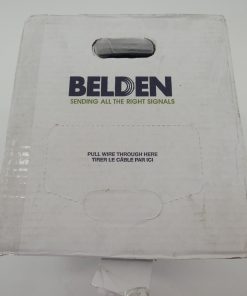 BELDEN
SENDING ALL THE RIGHT SIGNALS
PULL WIRE THROUGH HERE
TIRER LE CÂBLE PAR ICI